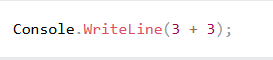 Console.WriteLine(3 + 3);